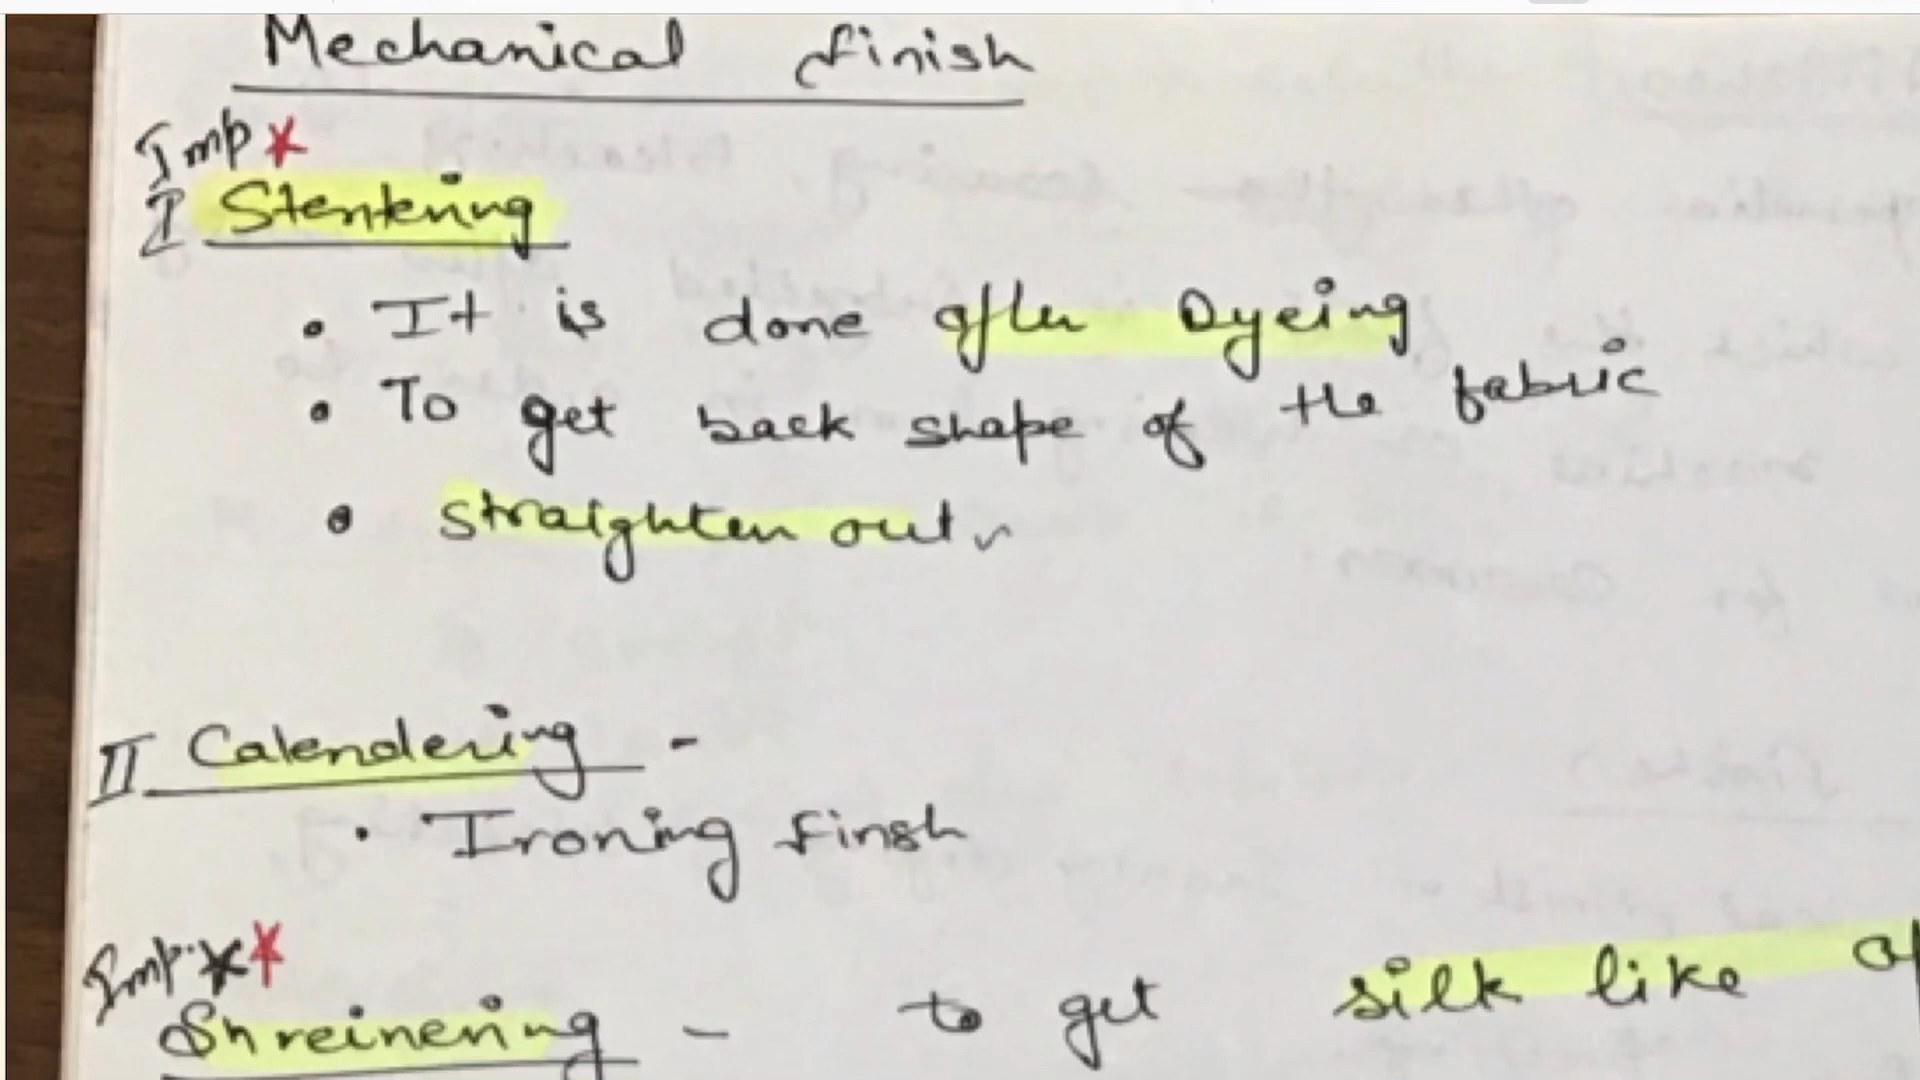 Mechanical finish
Imp *
I Stentering
• It is done after Dyeing
• To get back shape of the fabric
• straighten out
II Calendering -
• Ironing finsh
Imp **
Shreinering - to get silk like